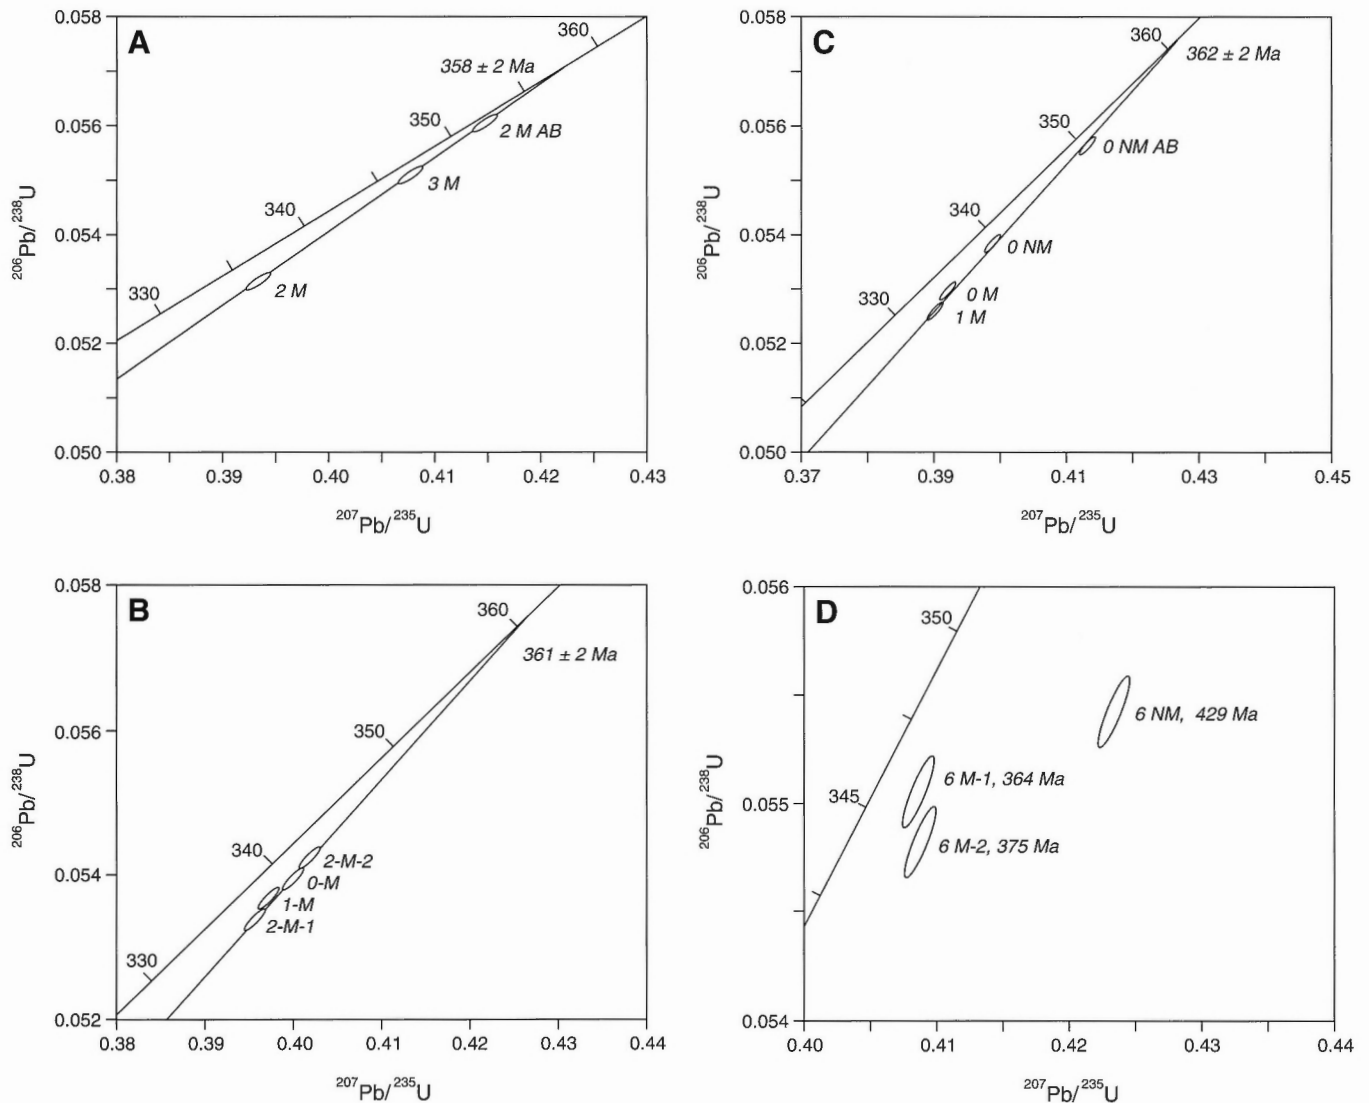 A
0.058
0.056
0.054
0.052
0.050
²⁰⁶Pb/²³⁸U
360
358 ± 2 Ma
350
2 M AB
3 M
340
2 M
330
0.38 0.39 0.40 0.41 0.42 0.43
²⁰⁷Pb/²³⁵U
C
0.058
0.056
0.054
0.052
0.050
²⁰⁶Pb/²³⁸U
360
362 ± 2 Ma
350
0 NM AB
340
0 NM
330
0 M
1 M
0.37 0.39 0.41 0.43 0.45
²⁰⁷Pb/²³⁵U
B
0.058
0.056
0.054
0.052
²⁰⁶Pb/²³⁸U
360
361 ± 2 Ma
350
340
2-M-2
0-M
1-M
2-M-1
330
0.38 0.39 0.40 0.41 0.42 0.43 0.44
²⁰⁷Pb/²³⁵U
D
0.056
0.055
0.054
²⁰⁶Pb/²³⁸U
350
6 NM, 429 Ma
6 M-1, 364 Ma
345
6 M-2, 375 Ma
0.40 0.41 0.42 0.43 0.44
²⁰⁷Pb/²³⁵U